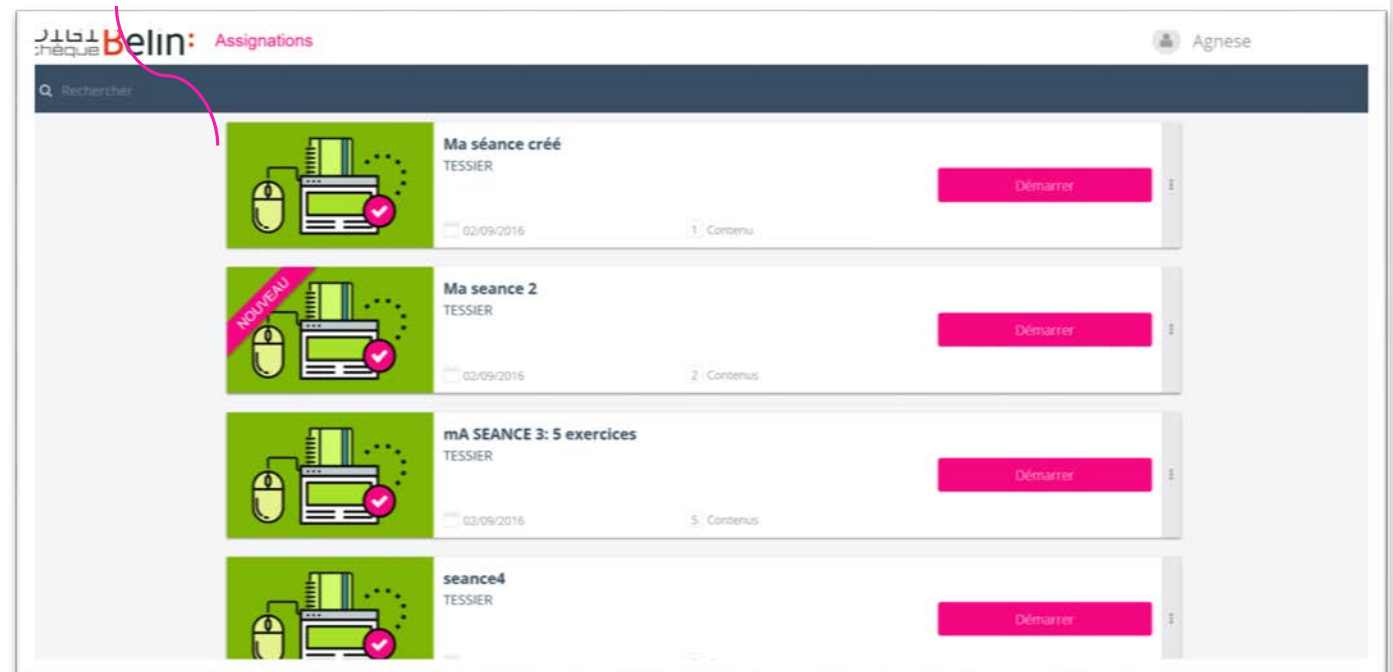 DIGI
thèque Belin: Assignations Agnese
Rechercher
Ma séance créé
TESSIER
Démarrer
02/09/2016 1 Contenu
NOUVEAU
Ma seance 2
TESSIER
Démarrer
02/09/2016 2 Contenus
mA SEANCE 3: 5 exercices
TESSIER
Démarrer
02/09/2016 5 Contenus
seance4
TESSIER
Démarrer